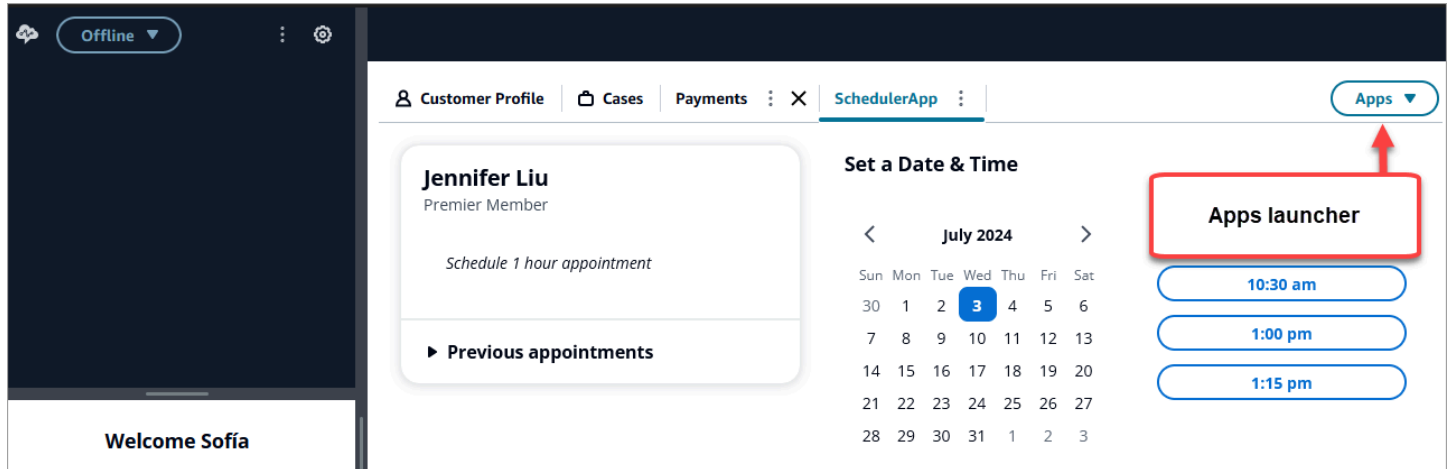 Offline
Customer Profile Cases Payments SchedulerApp Apps
Jennifer Liu
Premier Member
Schedule 1 hour appointment
Previous appointments
Set a Date & Time
July 2024
Sun Mon Tue Wed Thu Fri Sat
30 1 2 3 4 5 6
7 8 9 10 11 12 13
14 15 16 17 18 19 20
21 22 23 24 25 26 27
28 29 30 31 1 2 3
Apps launcher
10:30 am
1:00 pm
1:15 pm
Welcome Sofía